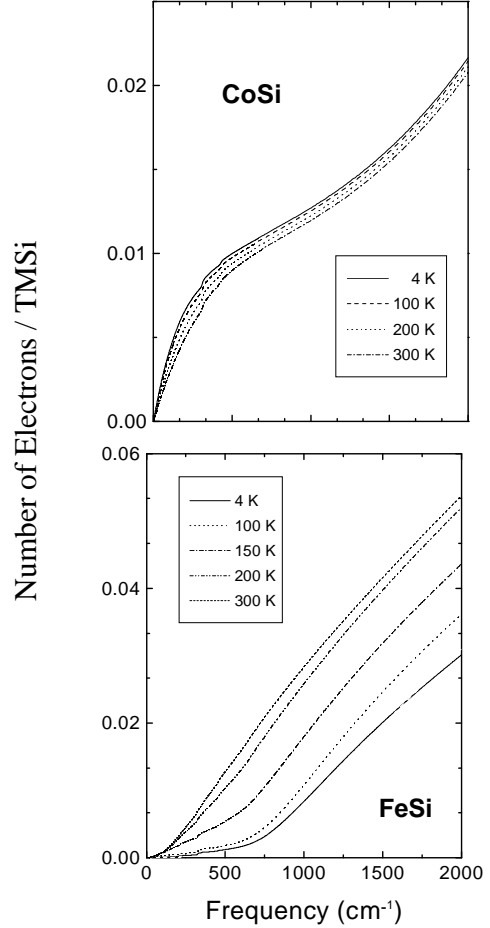 0.02
0.01
0.00
CoSi
4 K
100 K
200 K
300 K
Number of Electrons / TMSi
0.06
0.04
0.02
0.00
4 K
100 K
150 K
200 K
300 K
FeSi
0 500 1000 1500 2000
Frequency (cm⁻¹)